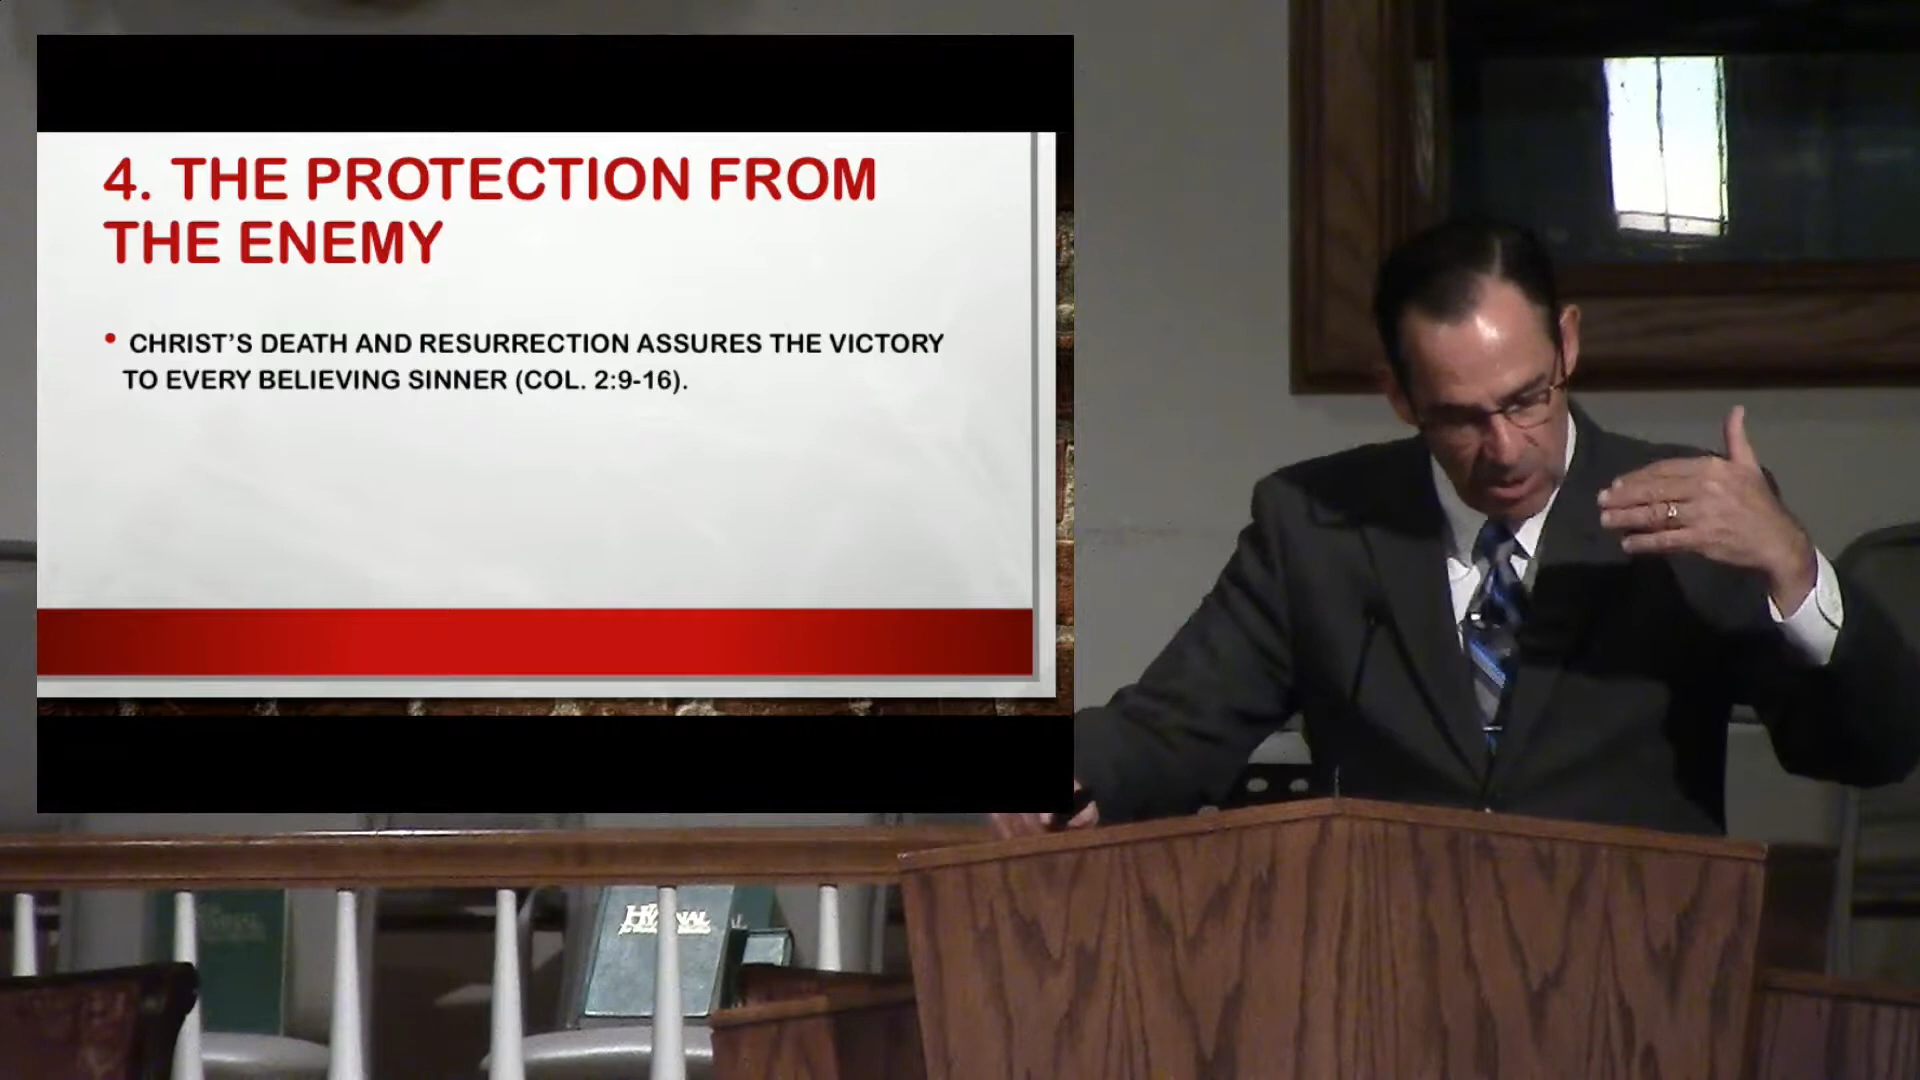 4. THE PROTECTION FROM
THE ENEMY
• CHRIST’S DEATH AND RESURRECTION ASSURES THE VICTORY
TO EVERY BELIEVING SINNER (COL. 2:9-16).